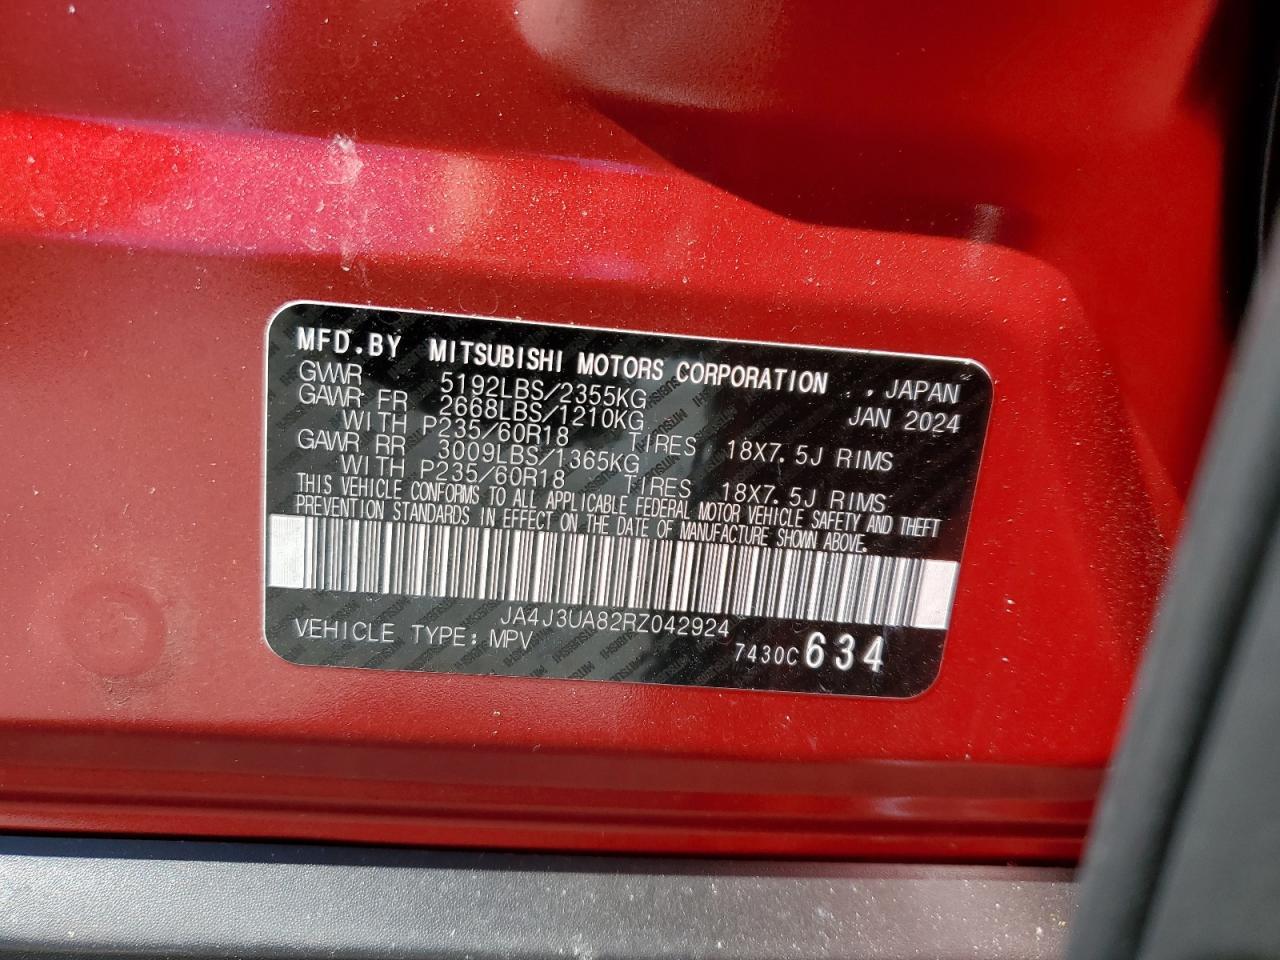 MFD.BY MITSUBISHI MOTORS CORPORATION , . JAPAN
GVWR 5192LBS/2355KG JAN 2024
GAWR FR 2668LBS/1210KG
WITH P235/60R18 TIRES 18X7.5J RIMS
GAWR RR 3009LBS/1365KG
WITH P235/60R18 TIRES 18X7.5J RIMS
THIS VEHICLE CONFORMS TO ALL APPLICABLE FEDERAL MOTOR VEHICLE SAFETY AND THEFT
PREVENTION STANDARDS IN EFFECT ON THE DATE OF MANUFACTURE SHOWN ABOVE.
JA4J3UA82RZ042924
VEHICLE TYPE: MPV
7430C 634